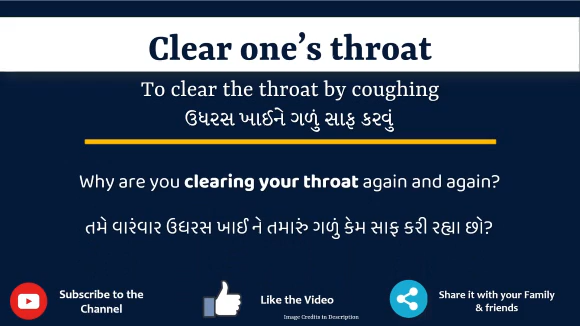 Clear one's throat
To clear the throat by coughing
ઉધરસ ખાઈને ગળું સાફ કરવું
Why are you clearing your throat again and again?
તમે વારંવાર ઉધરસ ખાઈ ને તમારું ગળું કેમ સાફ કરી રહ્યા છો?
Subscribe to the
Channel
Like the Video
Share it with your Family
& friends
Image Credits in Description